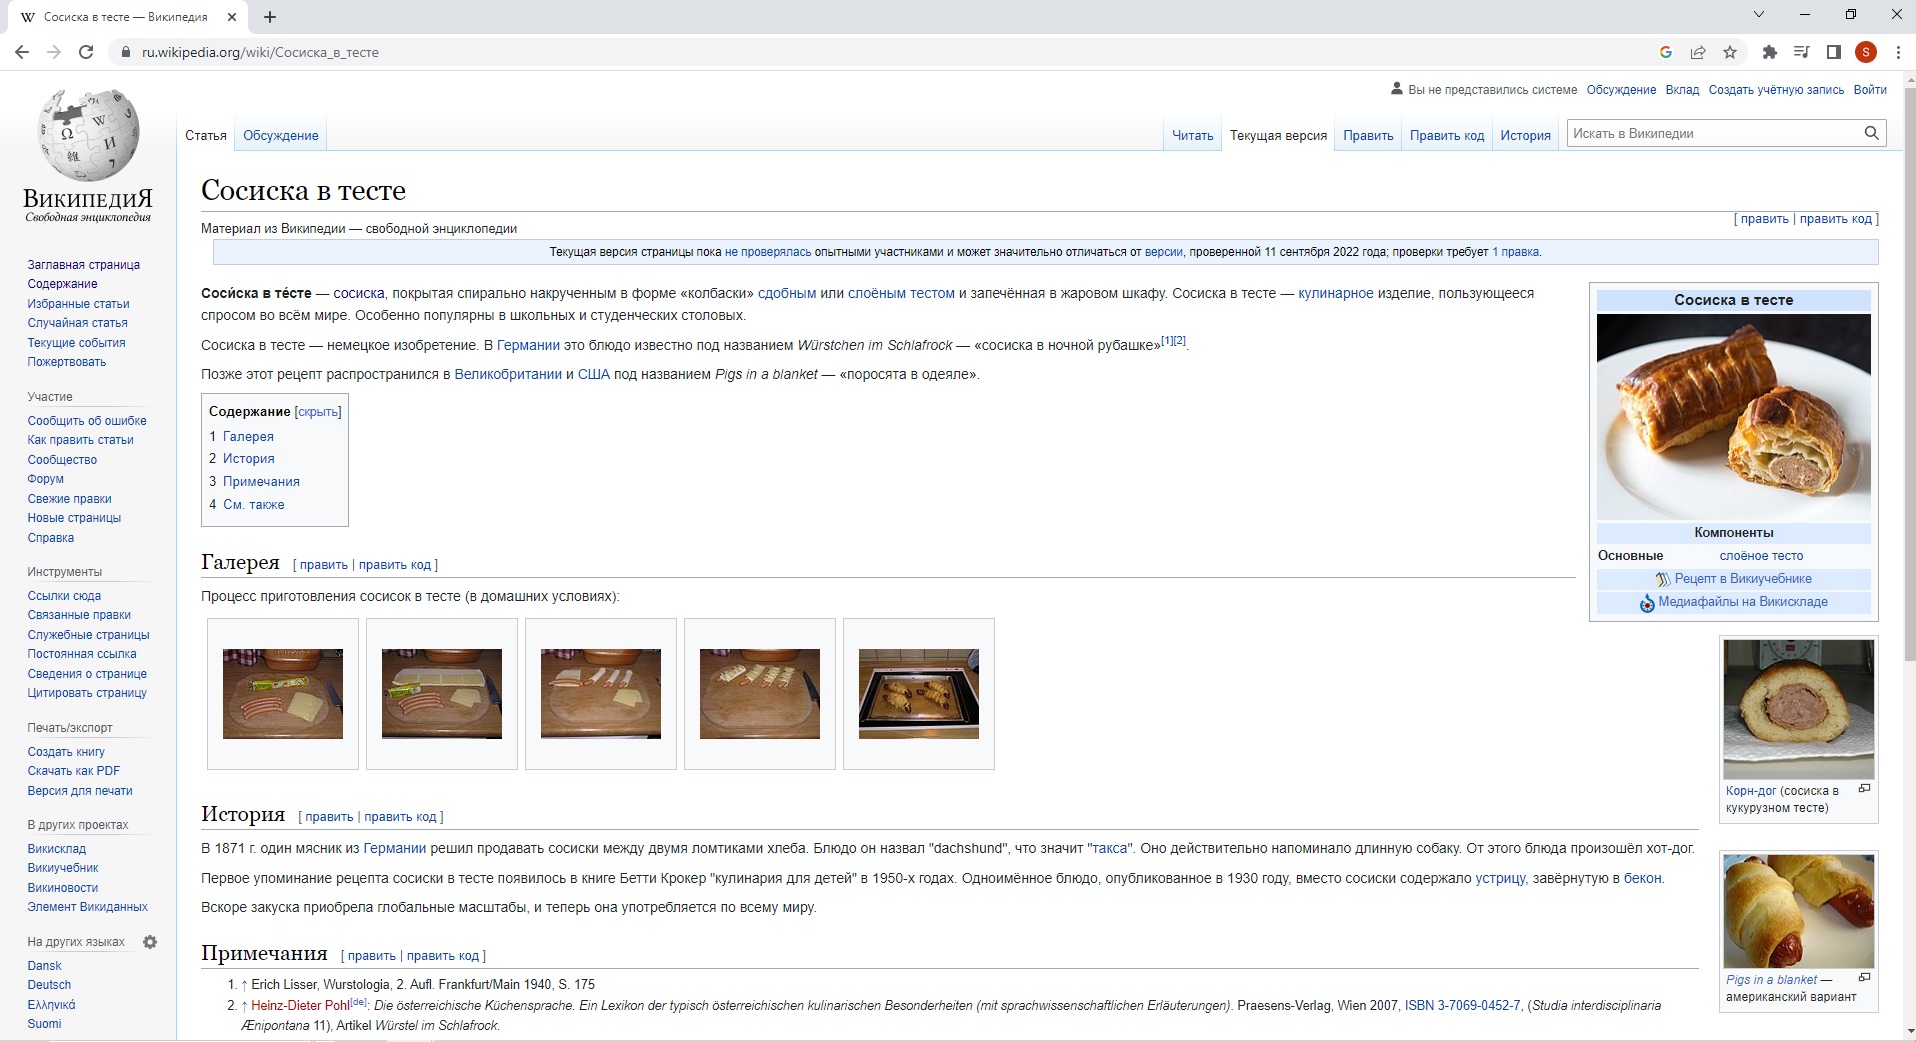 Сосиска в тесте — Википедия
ru.wikipedia.org/wiki/Сосиска_в_тесте
S
Вы не представились системе Обсуждение Вклад Создать учётную запись Войти
Статья Обсуждение Читать Текущая версия Править Править код История Искать в Википедии
ВикипедиЯ
Свободная энциклопедия
Заглавная страница
Содержание
Избранные статьи
Случайная статья
Текущие события
Пожертвовать
Участие
Сообщить об ошибке
Как править статьи
Сообщество
Форум
Свежие правки
Новые страницы
Справка
Инструменты
Ссылки сюда
Связанные правки
Служебные страницы
Постоянная ссылка
Сведения о странице
Цитировать страницу
Печать/экспорт
Создать книгу
Скачать как PDF
Версия для печати
В других проектах
Викисклад
Викиучебник
Викиновости
Элемент Викиданных
На других языках
Dansk
Deutsch
Ελληνικά
Suomi
Сосиска в тесте
[ править | править код ]
Материал из Википедии — свободной энциклопедии
Текущая версия страницы пока не проверялась опытными участниками и может значительно отличаться от версии, проверенной 11 сентября 2022 года; проверки требует 1 правка.
Соси́ска в те́сте — сосиска, покрытая спирально накрученным в форме «колбаски» сдобным или слоёным тестом и запечённая в жаровом шкафу. Сосиска в тесте — кулинарное изделие, пользующееся
спросом во всём мире. Особенно популярны в школьных и студенческих столовых.
Сосиска в тесте — немецкое изобретение. В Германии это блюдо известно под названием Würstchen im Schlafrock — «сосиска в ночной рубашке»[1][2].
Позже этот рецепт распространился в Великобритании и США под названием Pigs in a blanket — «поросята в одеяле».
Содержание [скрыть]
1 Галерея
2 История
3 Примечания
4 См. также
Галерея [ править | править код ]
Процесс приготовления сосисок в тесте (в домашних условиях):
История [ править | править код ]
В 1871 г. один мясник из Германии решил продавать сосиски между двумя ломтиками хлеба. Блюдо он назвал "dachshund", что значит "такса". Оно действительно напоминало длинную собаку. От этого блюда произошёл хот-дог.
Первое упоминание рецепта сосиски в тесте появилось в книге Бетти Крокер "кулинария для детей" в 1950-х годах. Одноимённое блюдо, опубликованное в 1930 году, вместо сосиски содержало устрицу, завёрнутую в бекон.
Вскоре закуска приобрела глобальные масштабы, и теперь она употребляется по всему миру.
Примечания [ править | править код ]
1. ↑ Erich Lisser, Wurstologia, 2. Aufl. Frankfurt/Main 1940, S. 175
2. ↑ Heinz-Dieter Pohl[de]: Die österreichische Küchensprache. Ein Lexikon der typisch österreichischen kulinarischen Besonderheiten (mit sprachwissenschaftlichen Erläuterungen). Praesens-Verlag, Wien 2007, ISBN 3-7069-0452-7, (Studia interdisciplinaria
Ænipontana 11), Artikel Würstel im Schlafrock.
Сосиска в тесте
Компоненты
Основные слоёное тесто
Рецепт в Викиучебнике
Медиафайлы на Викискладе
Корн-дог (сосиска в
кукурузном тесте)
Pigs in a blanket —
американский вариант